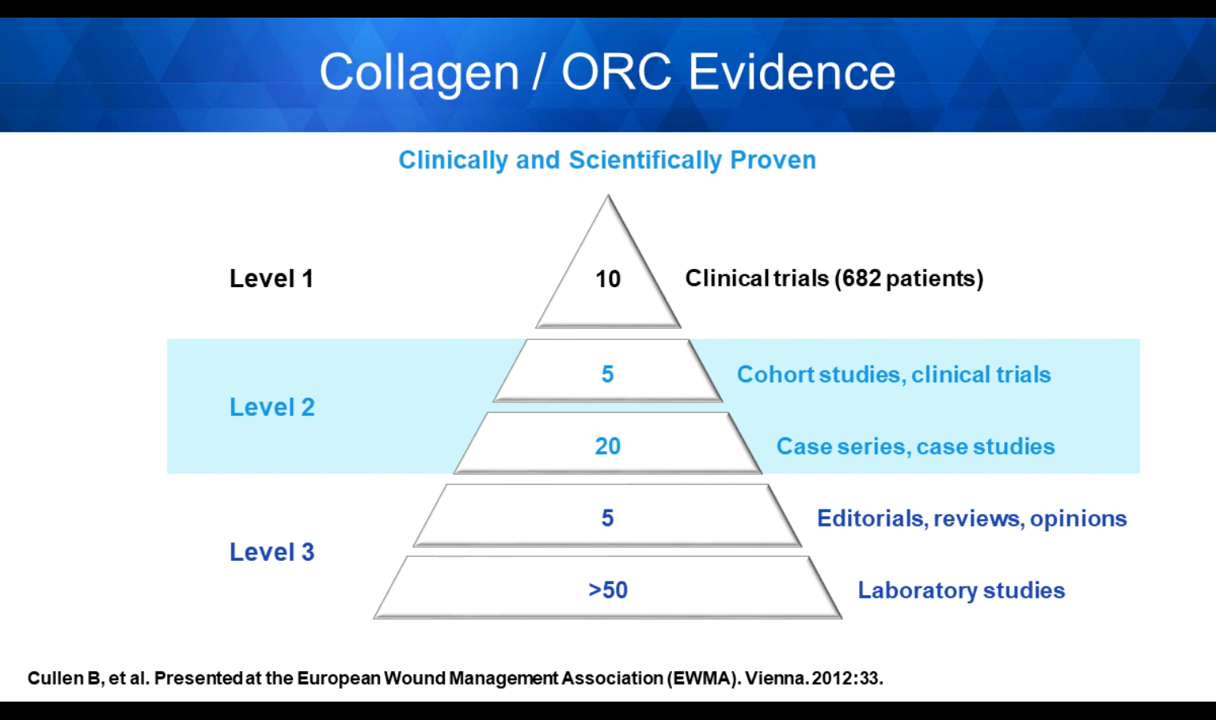 Collagen / ORC Evidence
Clinically and Scientifically Proven
Level 1
10
Clinical trials (682 patients)
Level 2
5
Cohort studies, clinical trials
20
Case series, case studies
Level 3
5
Editorials, reviews, opinions
>50
Laboratory studies
Cullen B, et al. Presented at the European Wound Management Association (EWMA). Vienna. 2012:33.